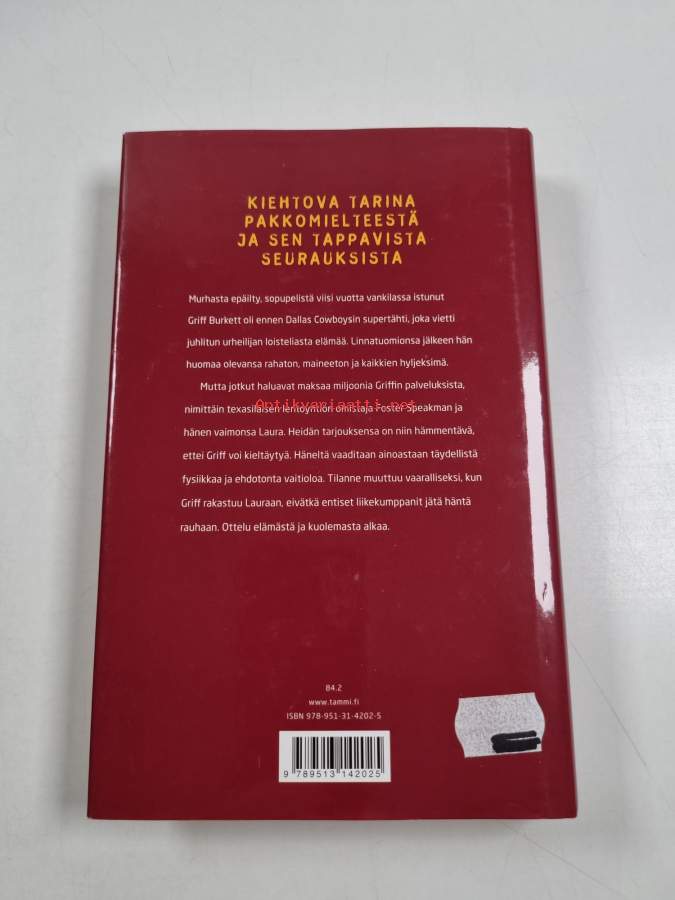 KIEHTOVA TARINA
PAKKOMIELTEESTÄ
JA SEN TAPPAVISTA
SEURAUKSISTA
Murhasta epäilty, sopupelistä viisi vuotta vankilassa istunut
Griff Burkett oli ennen Dallas Cowboysin supertähti, joka vietti
juhlitun urheilijan loisteliasta elämää. Linnatuomionsa jälkeen hän
huomaa olevansa rahaton, maineeton ja kaikkien hyljeksimä.
Mutta jotkut haluavat maksaa miljoonia Griffin palveluksista,
Antikvariaatti.net
nimittäin texasilaisen lentoyhtiön omistaja Foster Speakman ja
hänen vaimonsa Laura. Heidän tarjouksensa on niin hämmentävä,
ettei Griff voi kieltäytyä. Häneltä vaaditaan ainoastaan täydellistä
fysiikkaa ja ehdotonta vaitioloa. Tilanne muuttuu vaaralliseksi, kun
Griff rakastuu Lauraan, eivätkä entiset liikekumppanit jätä häntä
rauhaan. Ottelu elämästä ja kuolemasta alkaa.
84.2
www.tammi.fi
ISBN 978-951-31-4202-5
9 789513 142025